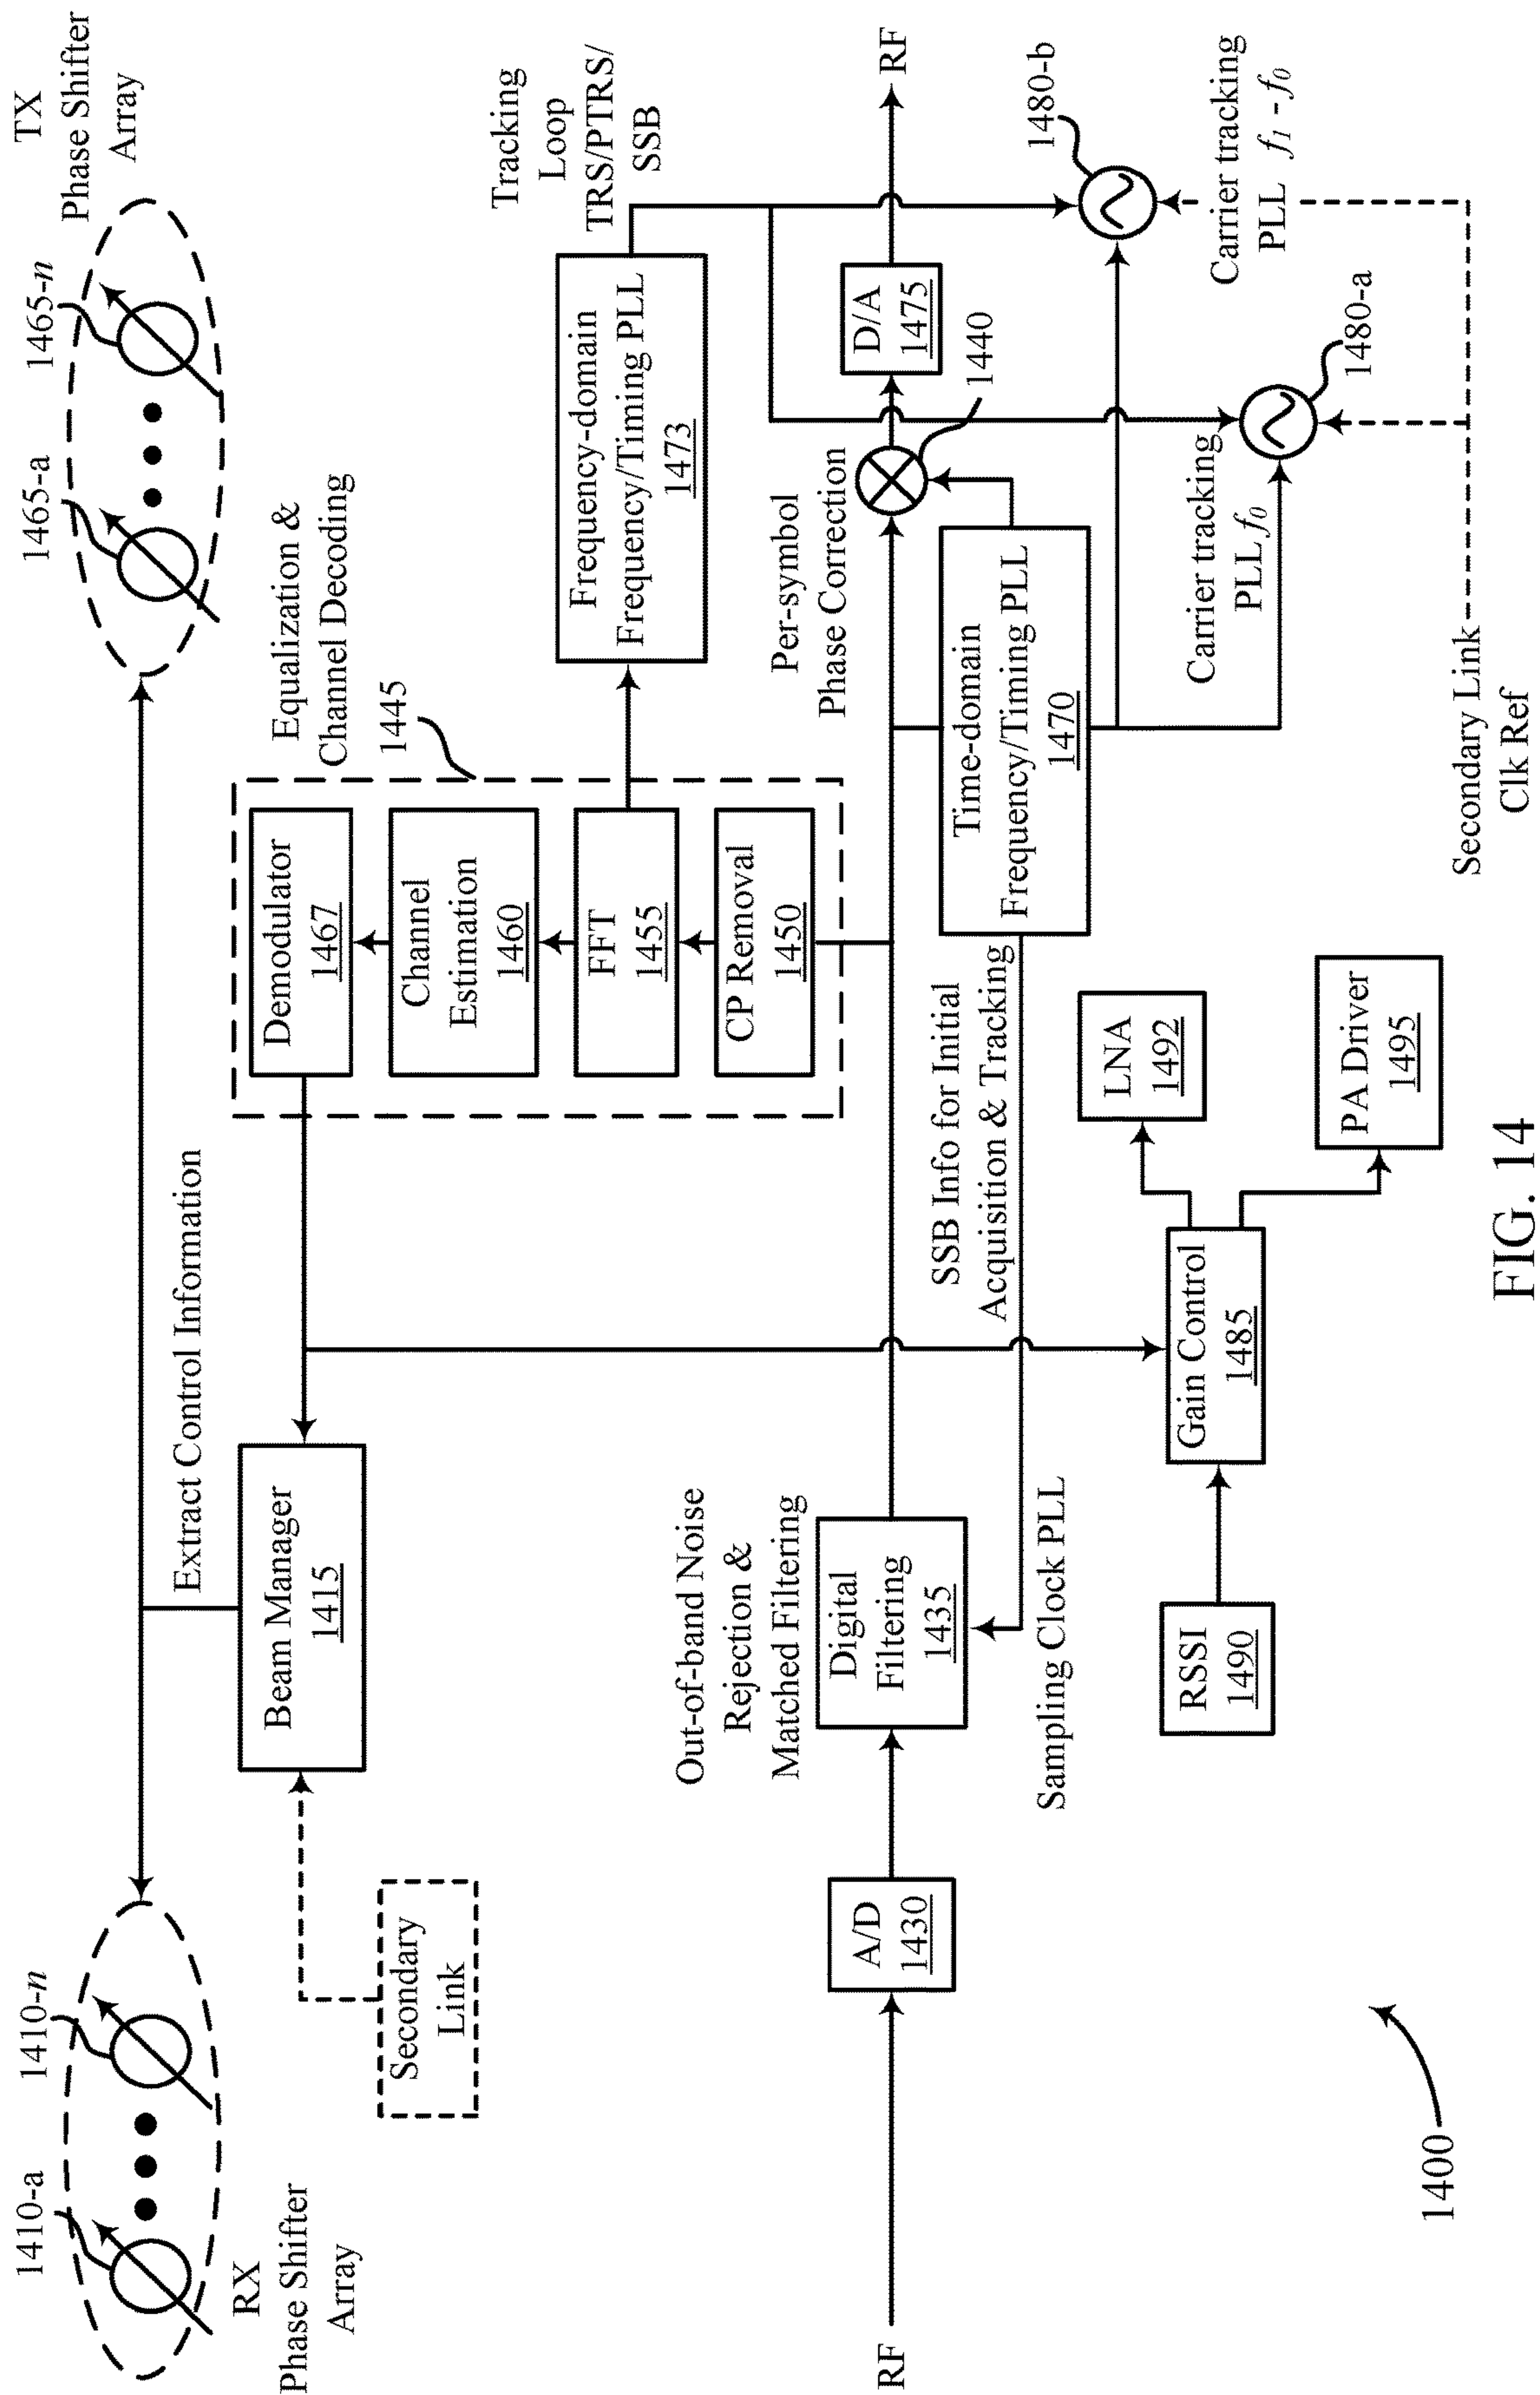 1410-a
1410-n
RX
Phase Shifter
Array
1465-a
1465-n
TX
Phase Shifter
Array
Extract Control Information
Beam Manager
1415
Secondary
Link
Equalization &
Channel Decoding
1445
Demodulator
1467
Channel
Estimation
1460
FFT
1455
CP Removal
1450
Frequency-domain
Frequency/Timing PLL
1473
Tracking
Loop
TRS/PTRS/
SSB
RF
A/D
1430
Out-of-band Noise
Rejection &
Matched Filtering
Digital
Filtering
1435
Sampling Clock PLL
SSB Info for Initial
Acquisition & Tracking
Per-symbol
Phase Correction
1440
D/A
1475
RF
Time-domain
Frequency/Timing PLL
1470
1480-b
Carrier tracking
PLL f1 - f0
Carrier tracking
PLL f0
1480-a
Secondary Link
Clk Ref
RSSI
1490
Gain Control
1485
LNA
1492
PA Driver
1495
1400
FIG. 14